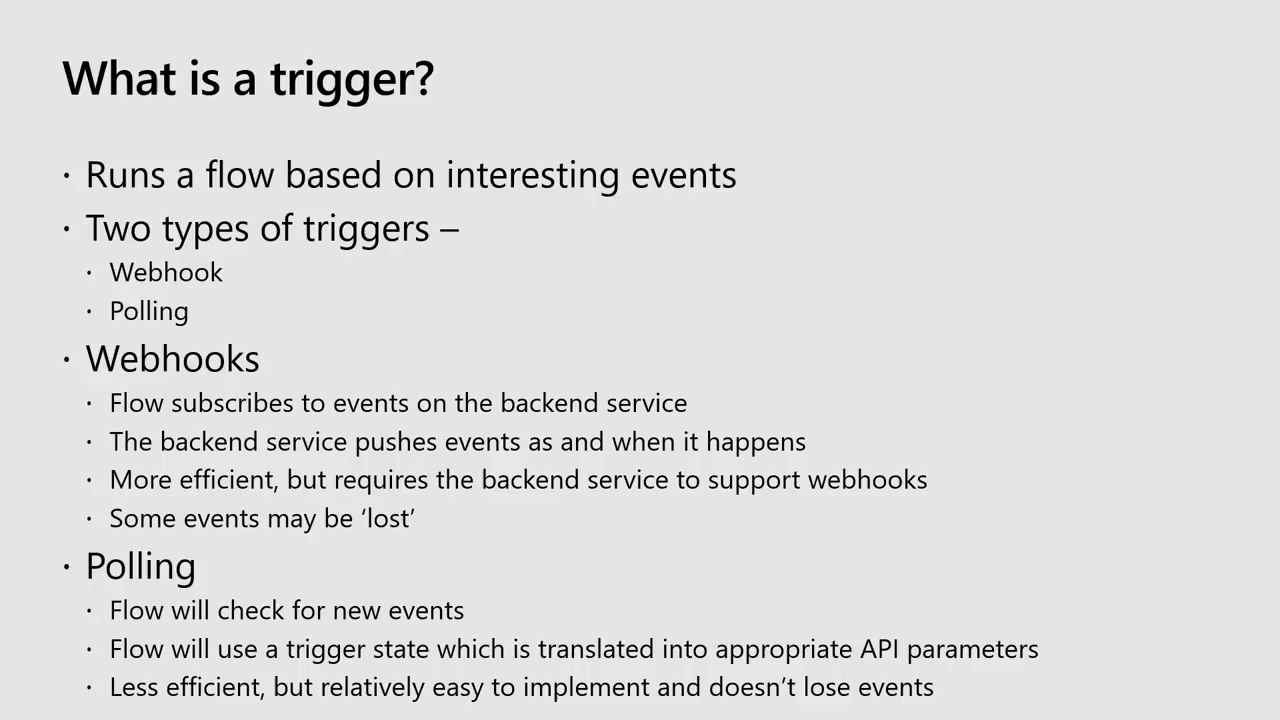 What is a trigger?
• Runs a flow based on interesting events
• Two types of triggers –
• Webhook
• Polling
• Webhooks
• Flow subscribes to events on the backend service
• The backend service pushes events as and when it happens
• More efficient, but requires the backend service to support webhooks
• Some events may be ‘lost’
• Polling
• Flow will check for new events
• Flow will use a trigger state which is translated into appropriate API parameters
• Less efficient, but relatively easy to implement and doesn’t lose events